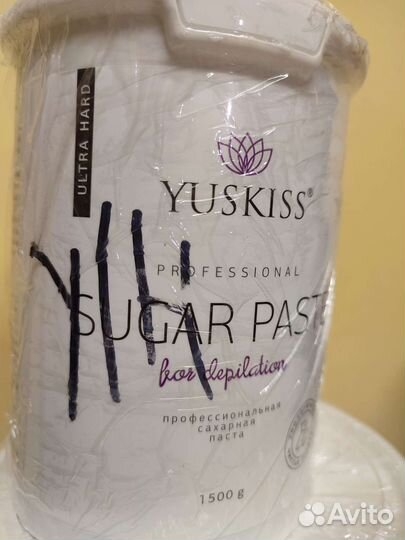 ULTRA HARD
YUSKISS®
PROFESSIONAL
SUGAR PAST
for depilation
профессиональная
сахарная
паста
1500 g
Avito